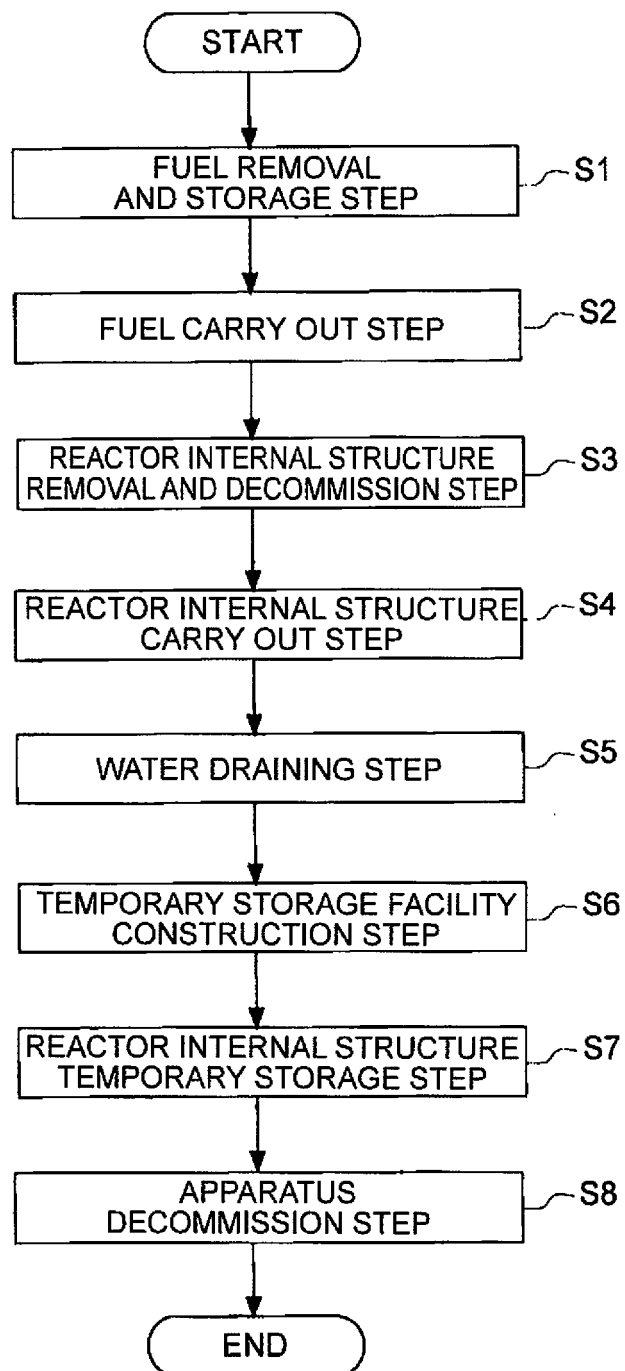 START
FUEL REMOVAL
AND STORAGE STEP
S1
FUEL CARRY OUT STEP
S2
REACTOR INTERNAL STRUCTURE
REMOVAL AND DECOMMISSION STEP
S3
REACTOR INTERNAL STRUCTURE
CARRY OUT STEP
S4
WATER DRAINING STEP
S5
TEMPORARY STORAGE FACILITY
CONSTRUCTION STEP
S6
REACTOR INTERNAL STRUCTURE
TEMPORARY STORAGE STEP
S7
APPARATUS
DECOMMISSION STEP
S8
END